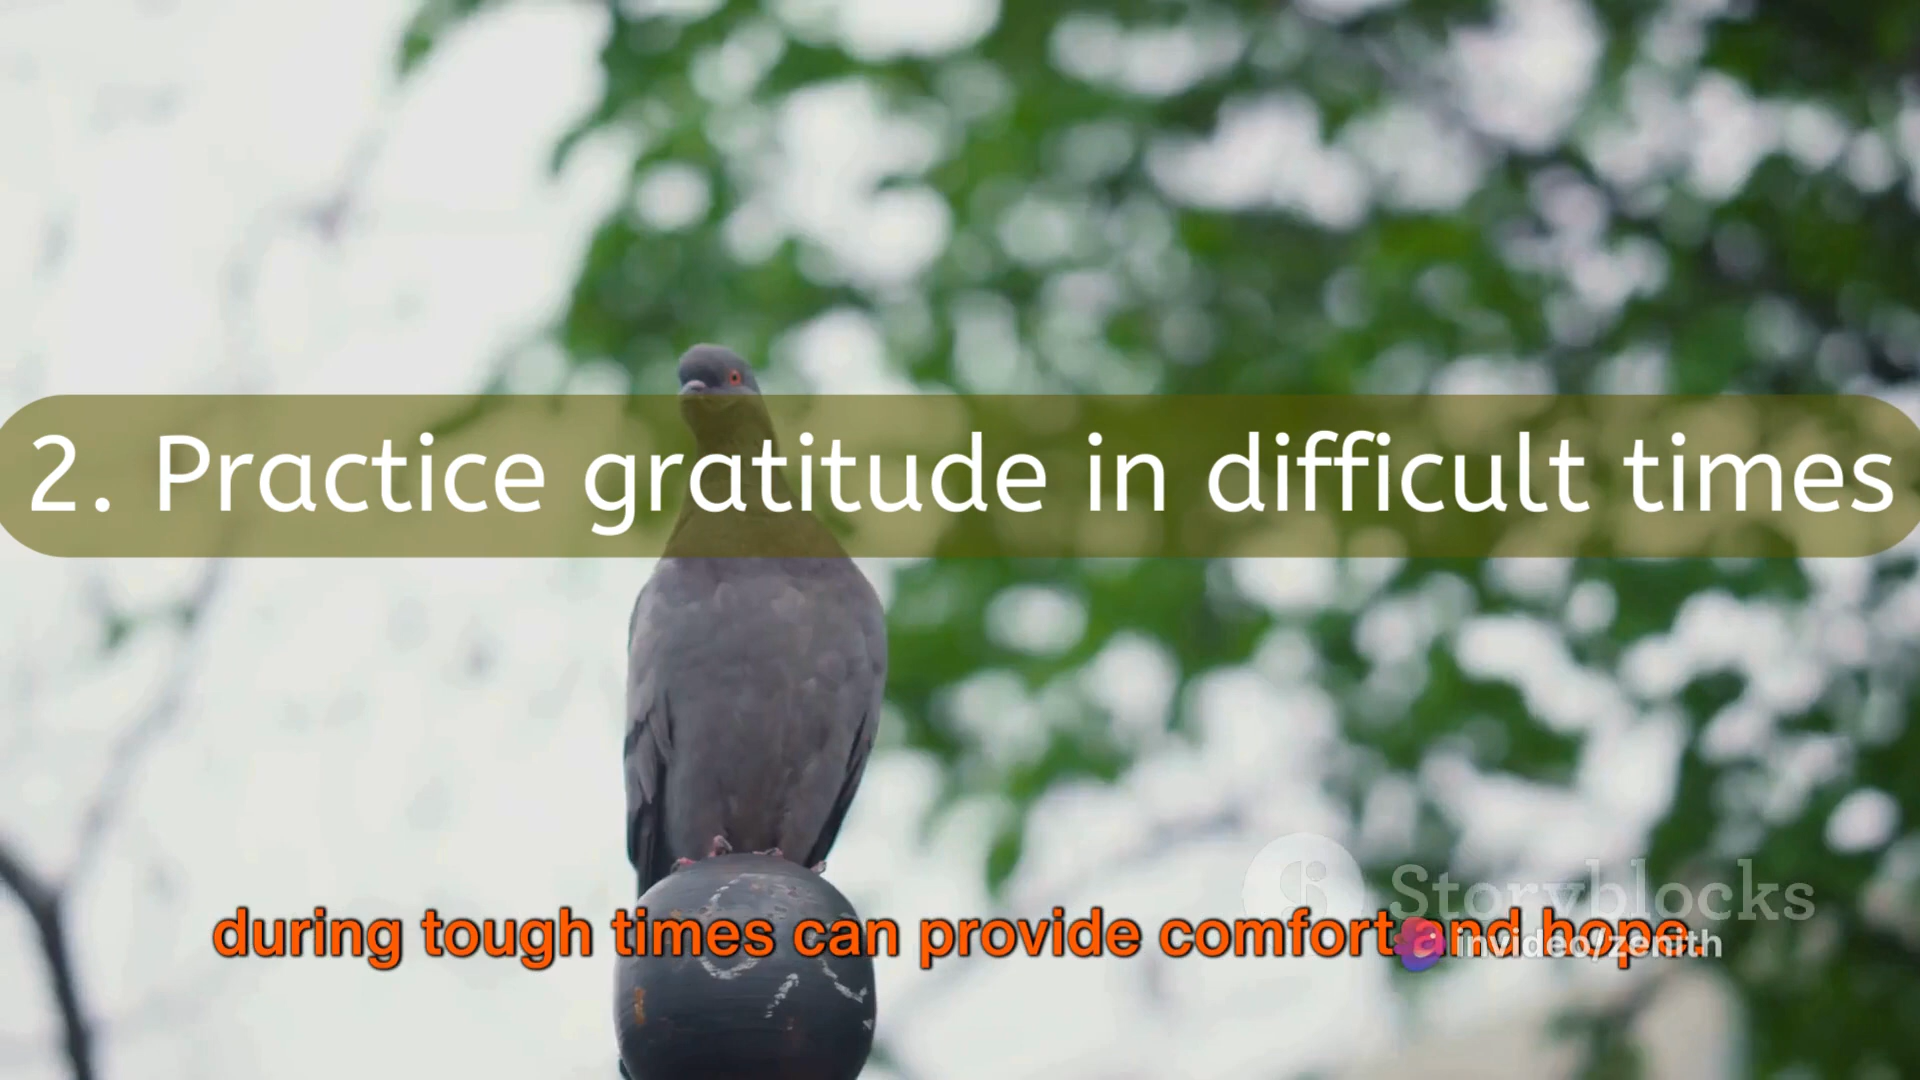 2. Practice gratitude in difficult times
Storyblocks
during tough times can provide comfort and hope.
invideo/zenith